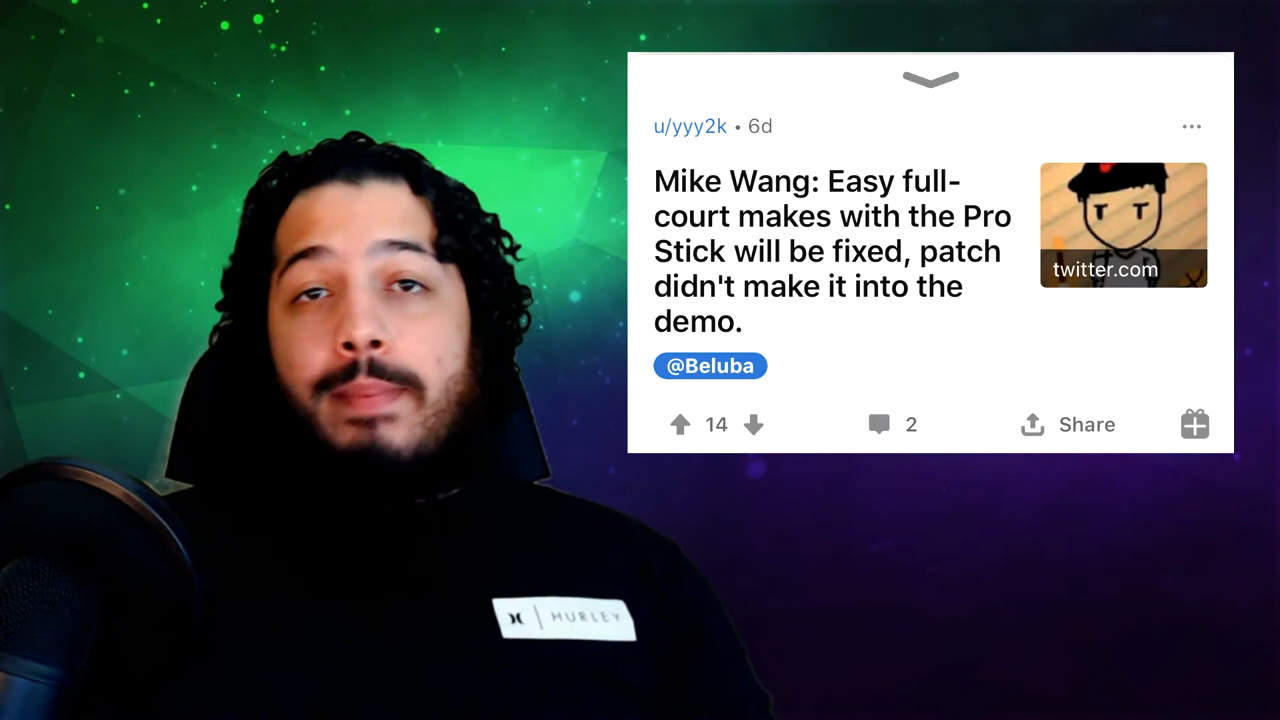 u/yyy2k • 6d
Mike Wang: Easy full-
court makes with the Pro
Stick will be fixed, patch
didn't make it into the
demo.
twitter.com
@Beluba
14
2
Share
HURLEY